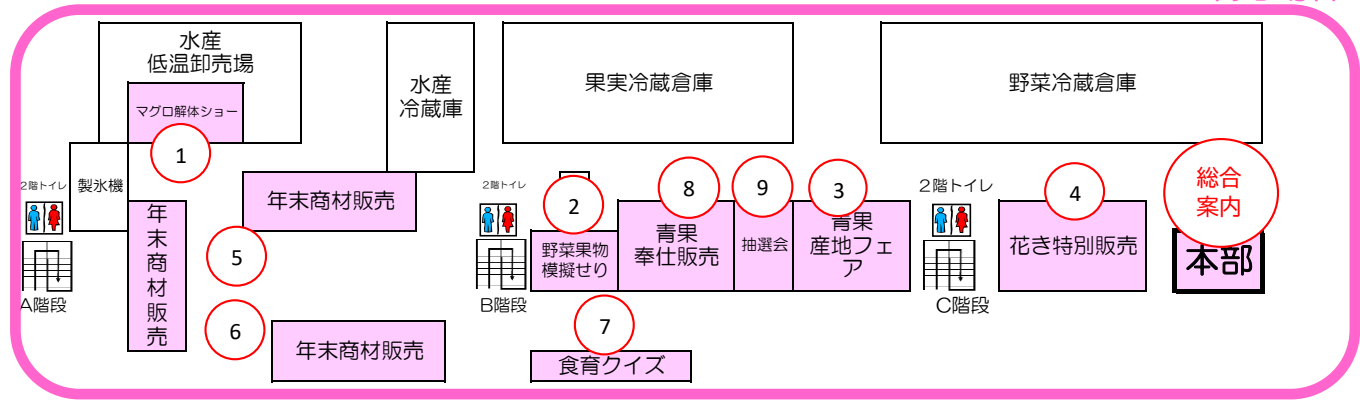 水産
低温卸売場
マグロ解体ショー
1
水産
冷蔵庫
果実冷蔵倉庫
野菜冷蔵倉庫
2階トイレ
製氷機
A階段
年末商材販売
年末商材販売
5
6
年末商材販売
2階トイレ
B階段
2
野菜果物
模擬せり
8
青果
奉仕販売
9
抽選会
3
青果
産地フェ
ア
7
食育クイズ
2階トイレ
C階段
4
花き特別販売
総合
案内
本部